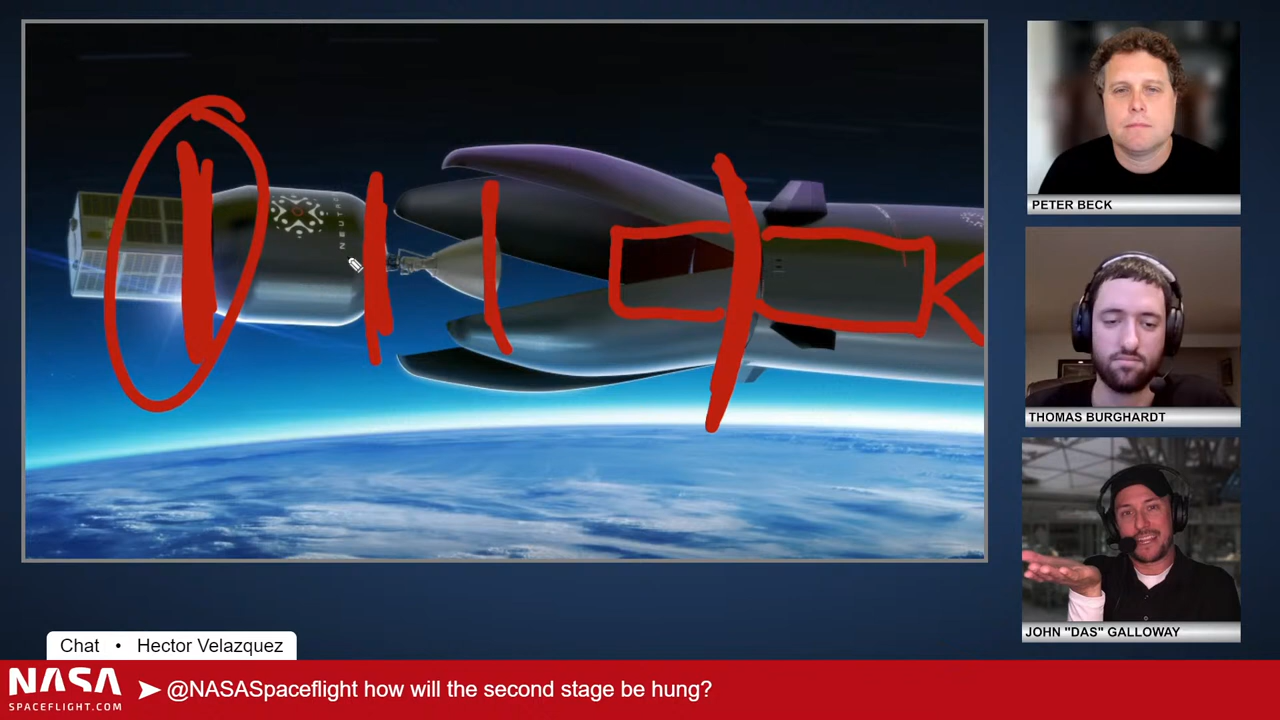 NEUTR
PETER BECK
THOMAS BURGHARDT
JOHN "DAS" GALLOWAY
Chat • Hector Velazquez
NASA
SPACEFLIGHT.COM
@NASASpaceflight how will the second stage be hung?